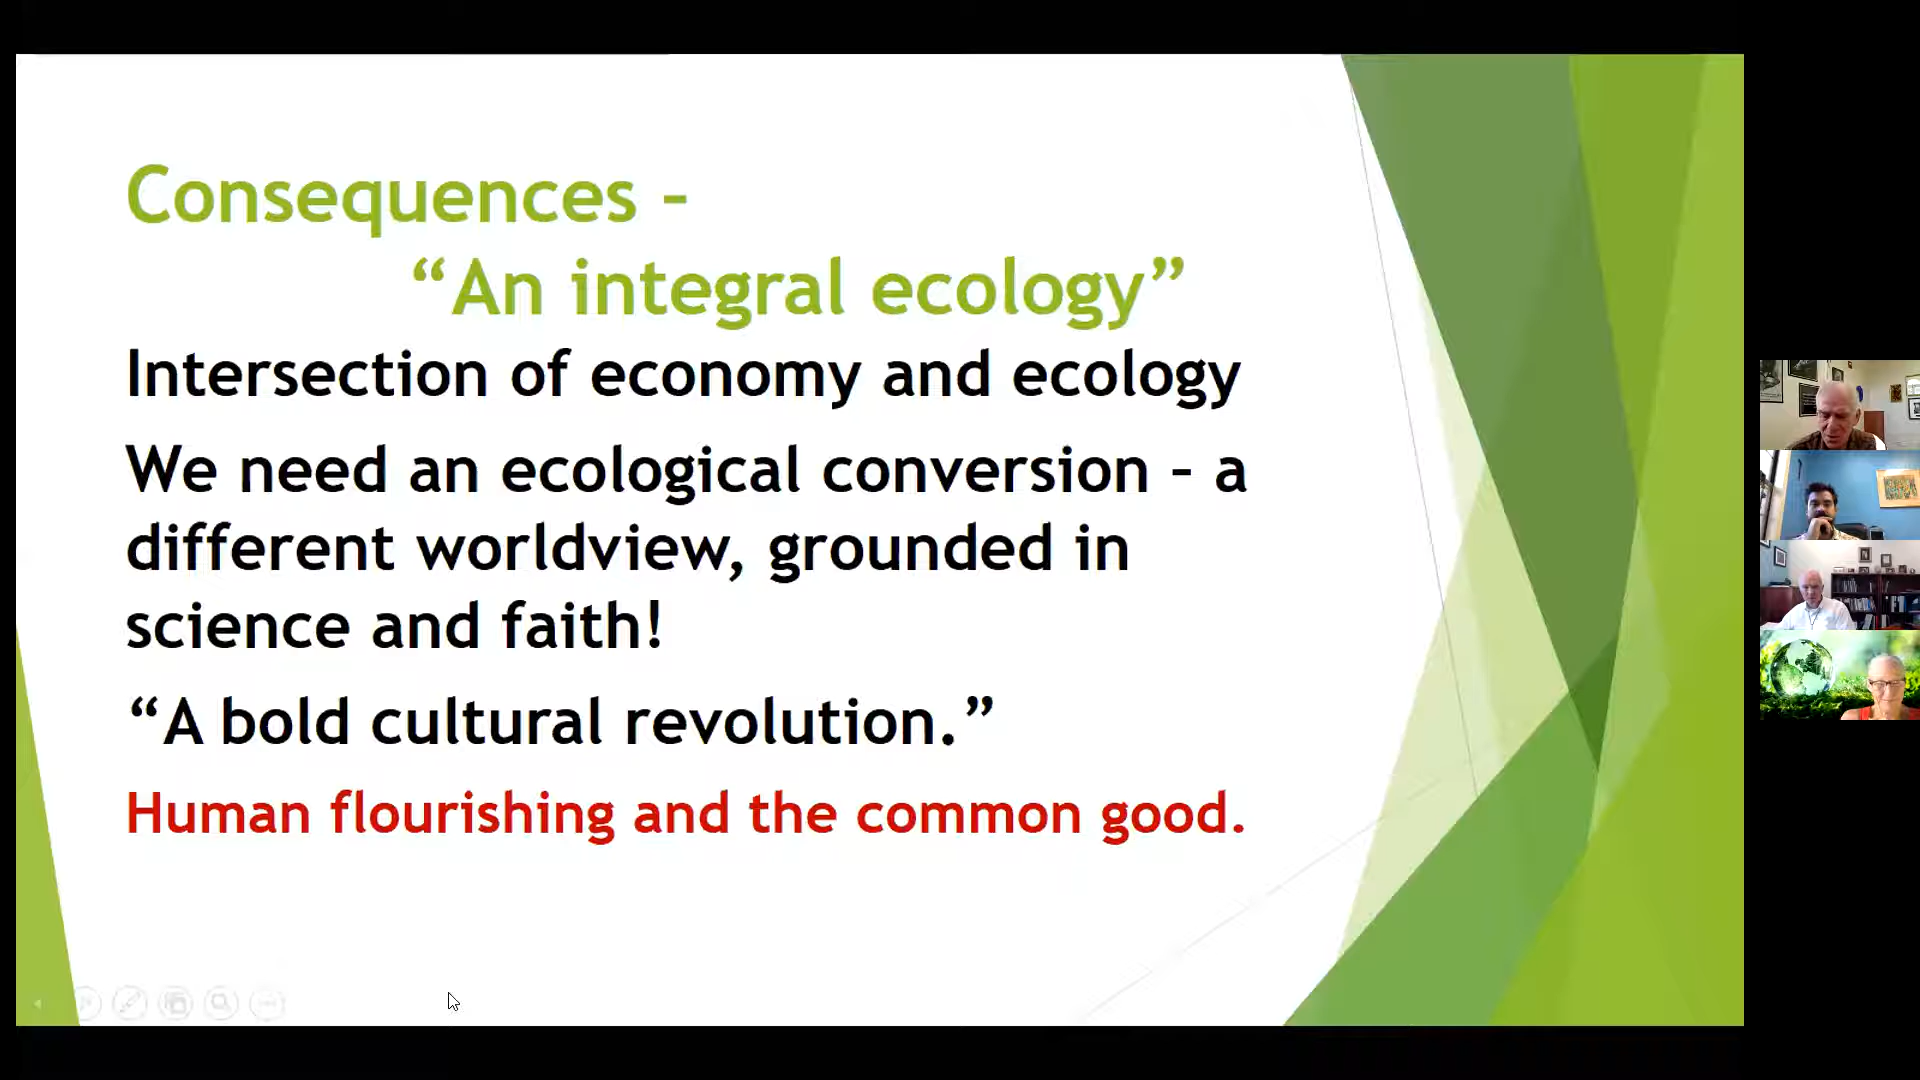 Consequences –
“An integral ecology”
Intersection of economy and ecology
We need an ecological conversion – a
different worldview, grounded in
science and faith!
“A bold cultural revolution.”
Human flourishing and the common good.